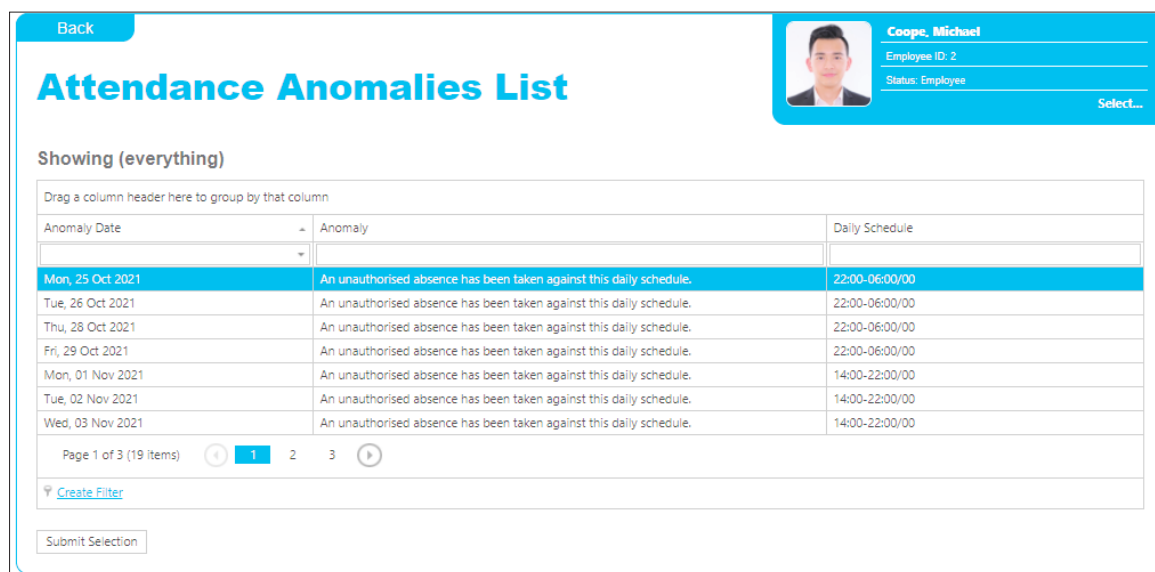 Back
Coope, Michael
Employee ID: 2
Status: Employee
Select...
Attendance Anomalies List
Showing (everything)
Drag a column header here to group by that column
Anomaly Date Anomaly Daily Schedule
Mon, 25 Oct 2021 An unauthorised absence has been taken against this daily schedule. 22:00-06:00/00
Tue, 26 Oct 2021 An unauthorised absence has been taken against this daily schedule. 22:00-06:00/00
Thu, 28 Oct 2021 An unauthorised absence has been taken against this daily schedule. 22:00-06:00/00
Fri, 29 Oct 2021 An unauthorised absence has been taken against this daily schedule. 22:00-06:00/00
Mon, 01 Nov 2021 An unauthorised absence has been taken against this daily schedule. 14:00-22:00/00
Tue, 02 Nov 2021 An unauthorised absence has been taken against this daily schedule. 14:00-22:00/00
Wed, 03 Nov 2021 An unauthorised absence has been taken against this daily schedule. 14:00-22:00/00
Page 1 of 3 (19 items) 1 2 3
Create Filter
Submit Selection